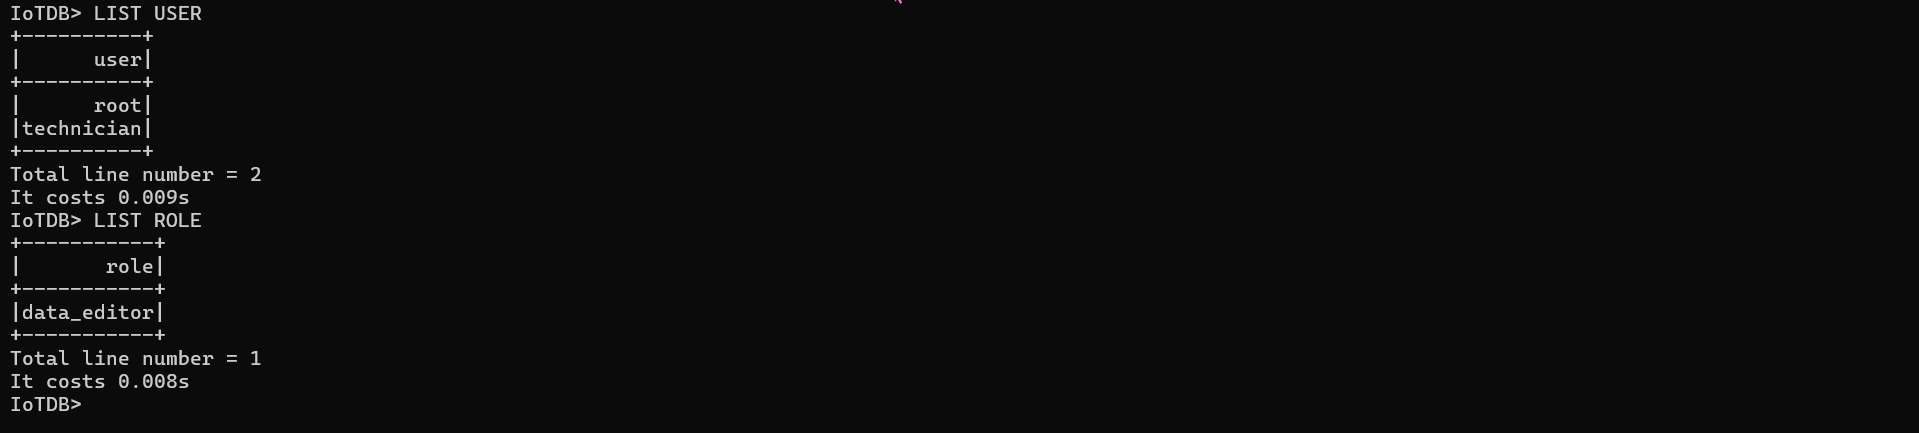 IoTDB> LIST USER
+----------+
|      user|
+----------+
|      root|
|technician|
+----------+
Total line number = 2
It costs 0.009s
IoTDB> LIST ROLE
+-----------+
|       role|
+-----------+
|data_editor|
+-----------+
Total line number = 1
It costs 0.008s
IoTDB>